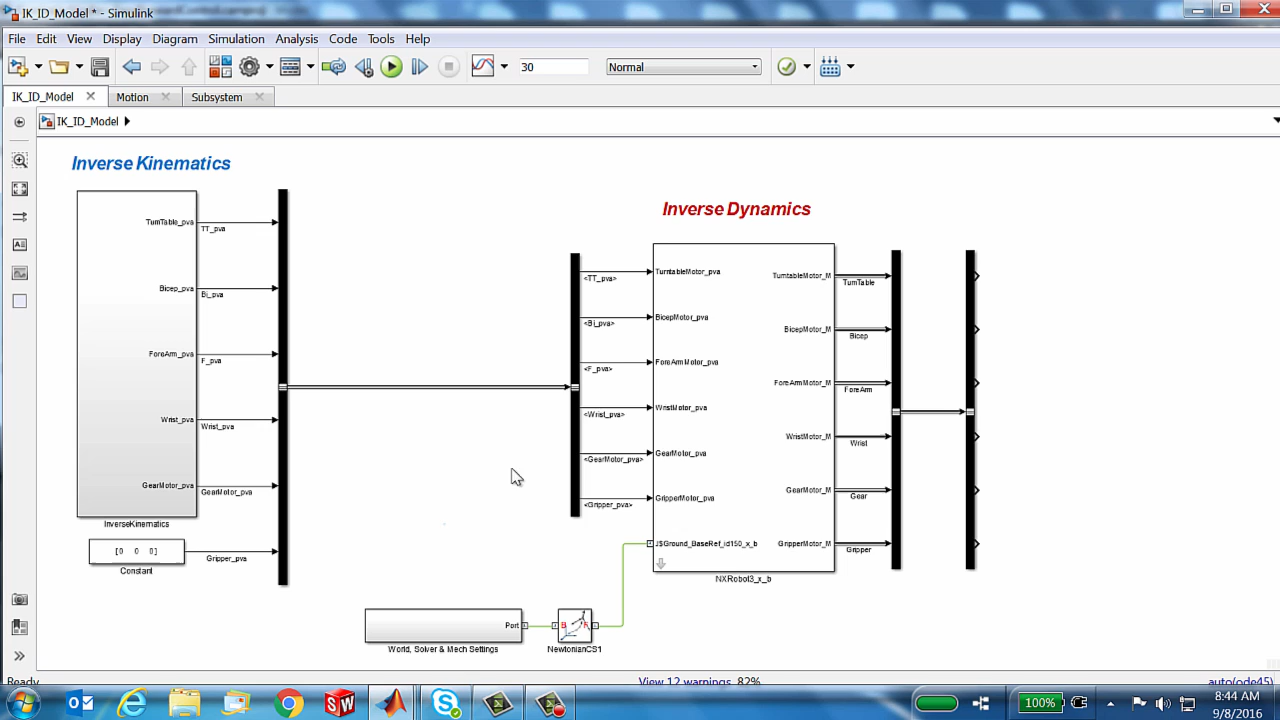 IK_ID_Model * - Simulink
File Edit View Display Diagram Simulation Analysis Code Tools Help
30 Normal
IK_ID_Model Motion Subsystem
IK_ID_Model
Inverse Kinematics
Inverse Dynamics
TurnTable_pva
TT_pva
Bicep_pva
Bi_pva
ForeArm_pva
F_pva
Wrist_pva
Wrist_pva
GearMotor_pva
GearMotor_pva
InverseKinematics
[0 0 0]
Gripper_pva
Constant
<TT_pva>
<Bi_pva>
<F_pva>
<Wrist_pva>
<GearMotor_pva>
<Gripper_pva>
TurntableMotor_pva
BicepMotor_pva
ForeArmMotor_pva
WristMotor_pva
GearMotor_pva
GripperMotor_pva
J$Ground_BaseRef_id150_x_b
TurntableMotor_M
BicepMotor_M
ForeArmMotor_M
WristMotor_M
GearMotor_M
GripperMotor_M
TurnTable
Bicep
ForeArm
Wrist
Gear
Gripper
NXRobot3_x_b
Port
World, Solver & Mech Settings
B F
NewtonianCS1
Ready View 12 warnings 82% auto(ode45)
100%
8:44 AM
9/8/2016